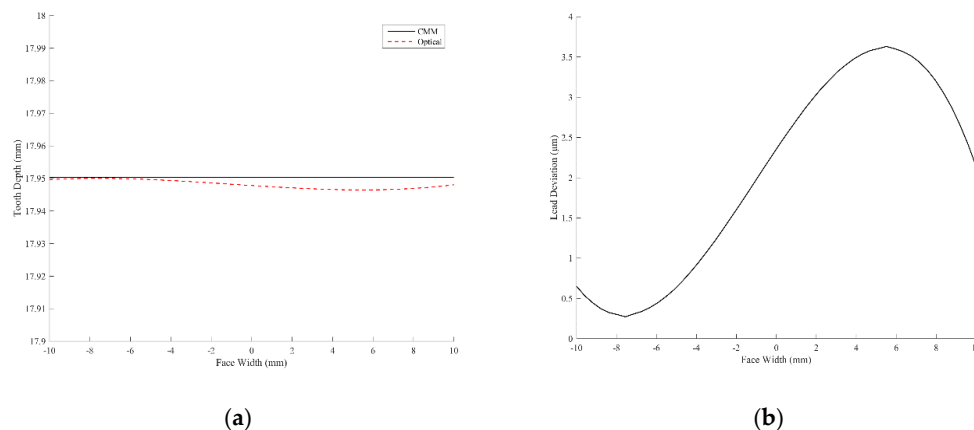 18
17.99
17.98
17.97
17.96
17.95
17.94
17.93
17.92
17.91
17.9
Tooth Depth (mm)
CMM
Optical
-10 -8 -6 -4 -2 0 2 4 6 8 10
Face Width (mm)
(a)
4
3.5
3
2.5
2
1.5
1
0.5
0
Lead Deviation (μm)
-10 -8 -6 -4 -2 0 2 4 6 8 10
Face Width (mm)
(b)